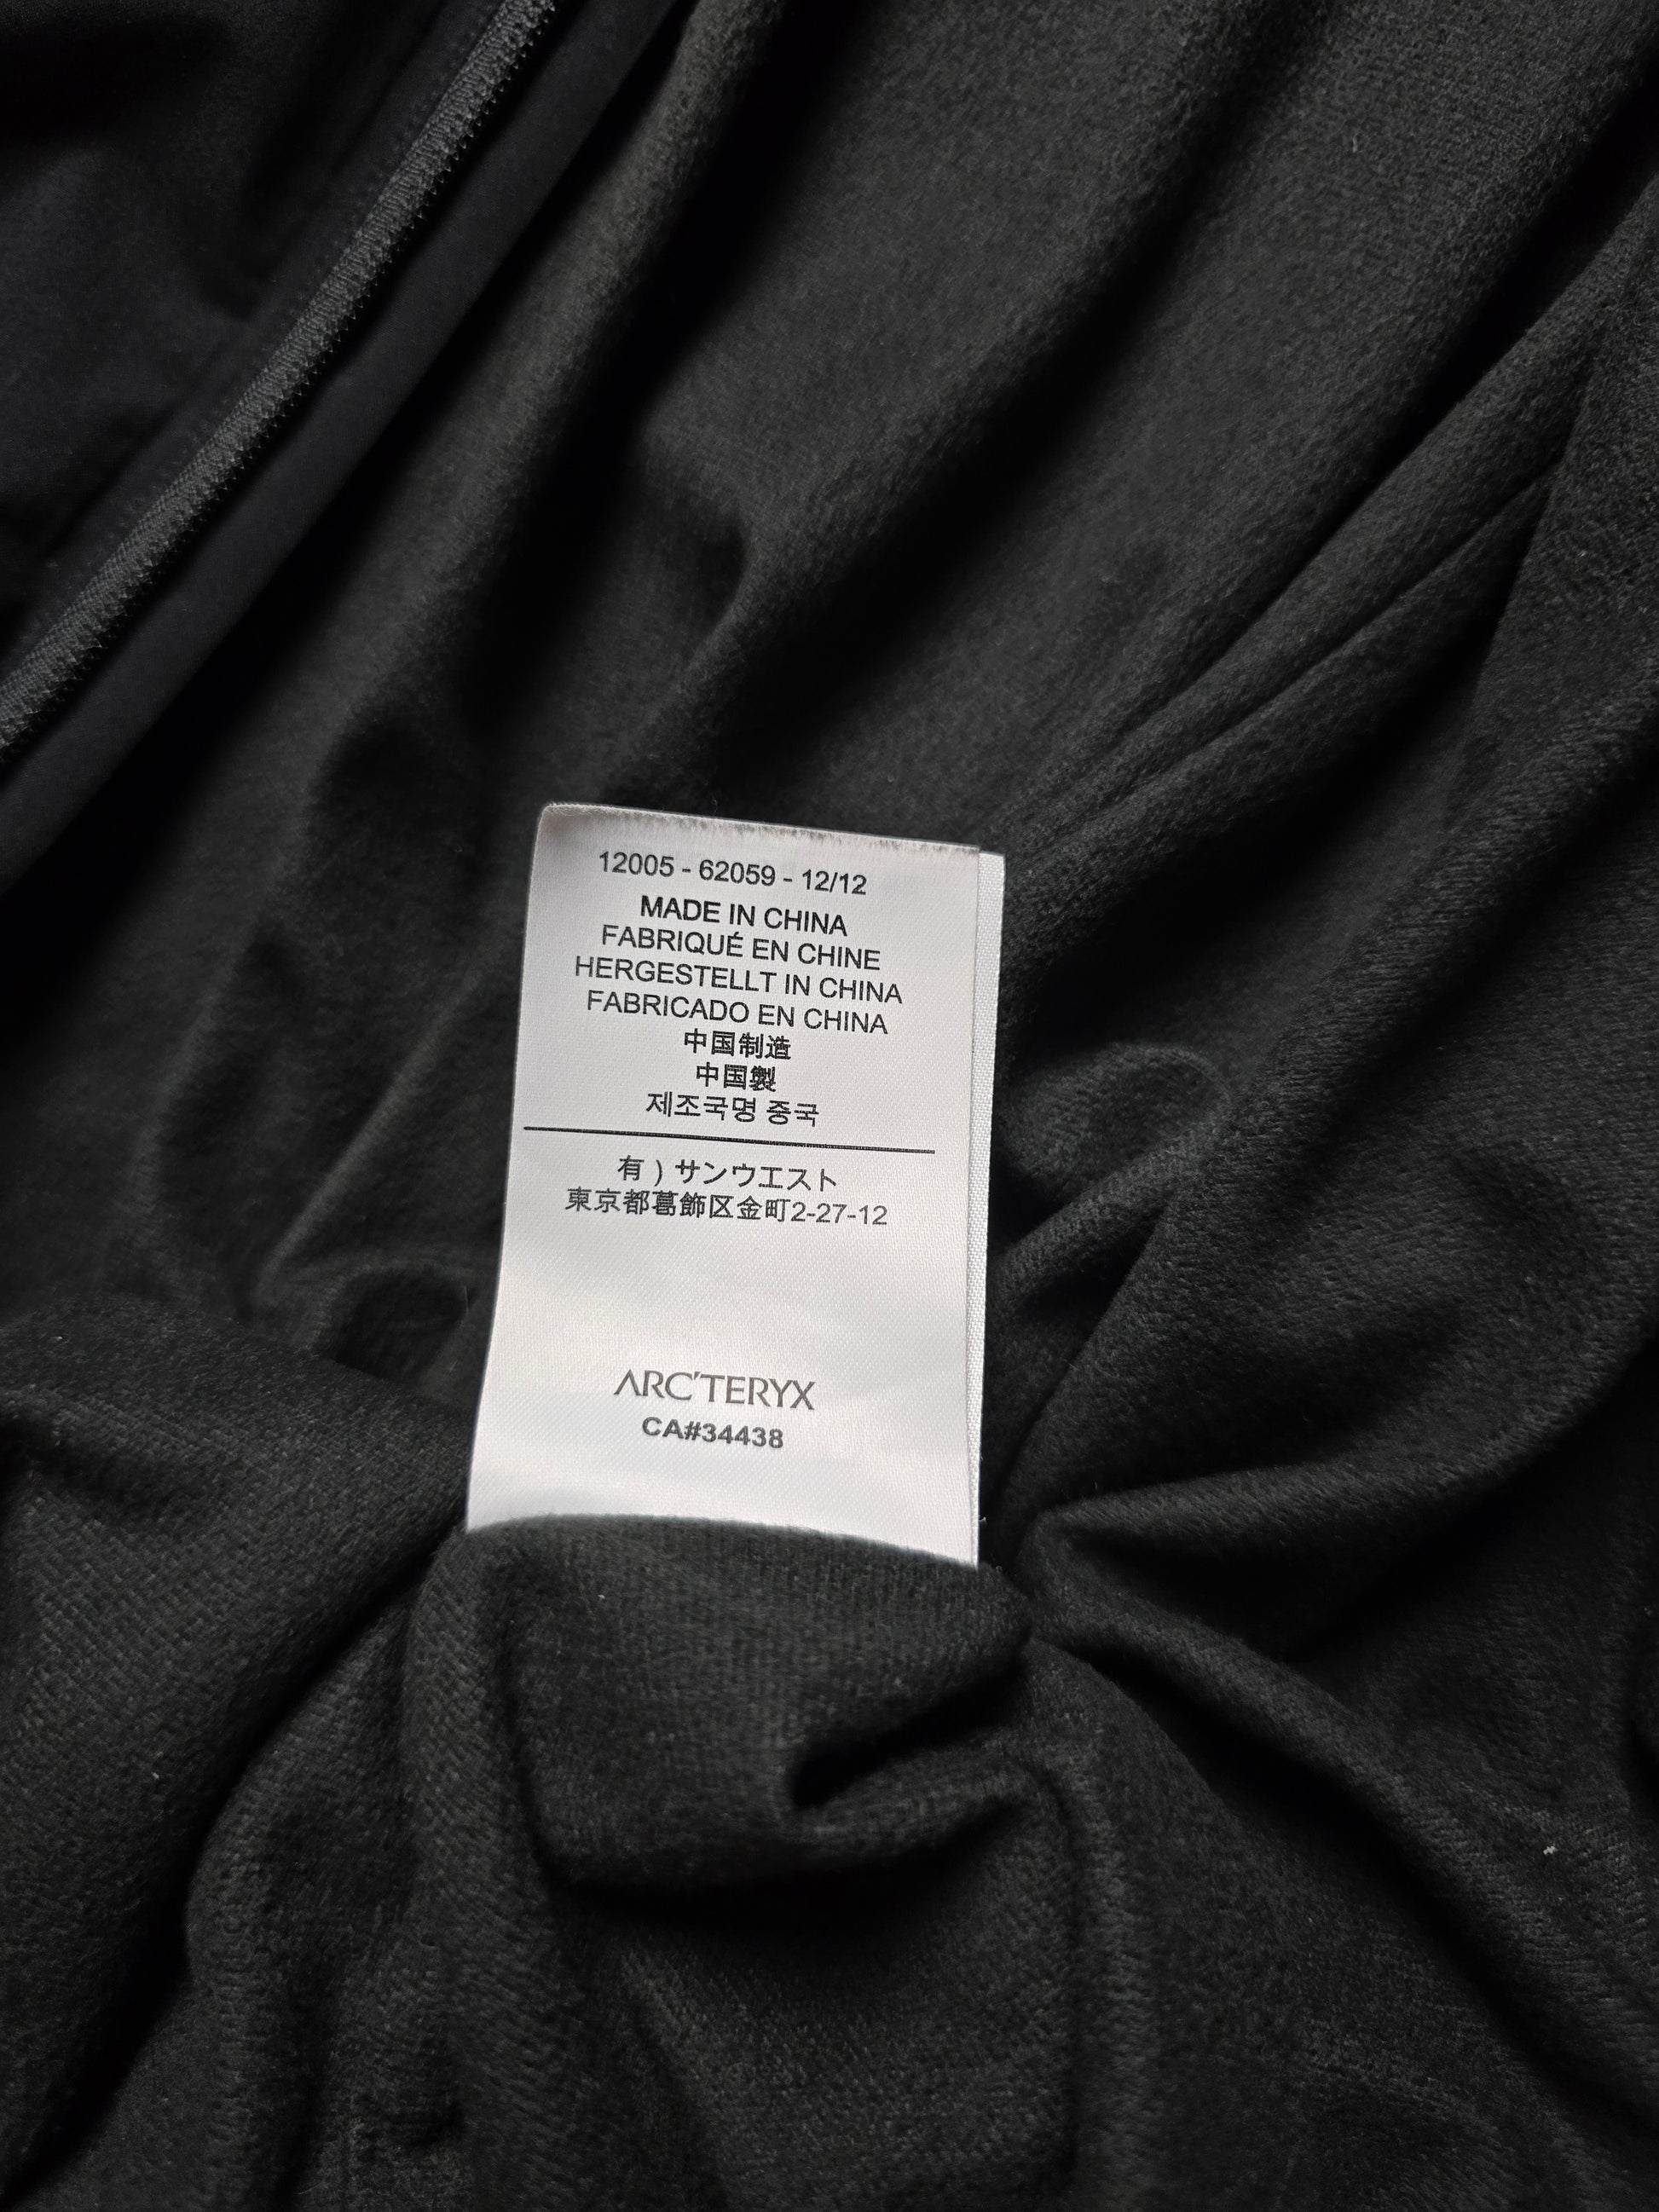 12005 - 62059 - 12/12
MADE IN CHINA
FABRIQUÉ EN CHINE
HERGESTELLT IN CHINA
FABRICADO EN CHINA
中国制造
中国製
제조국명 중국
有）サンウエスト
東京都葛飾区金町2-27-12
ARC'TERYX
CA#34438